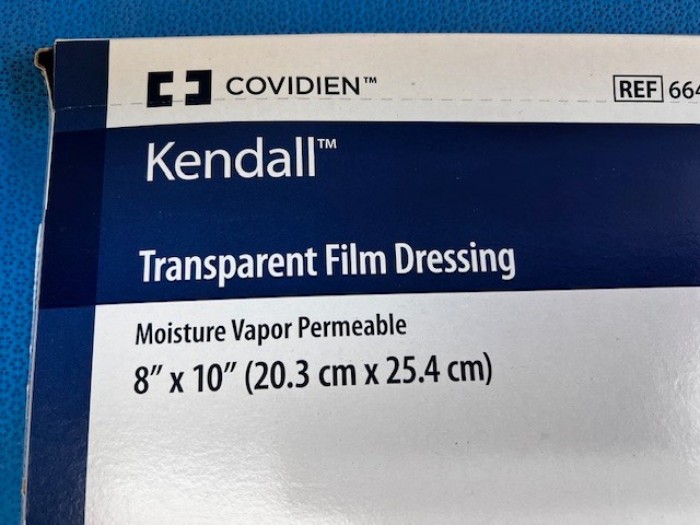 COVIDIEN™
REF 664
Kendall™
Transparent Film Dressing
Moisture Vapor Permeable
8” x 10” (20.3 cm x 25.4 cm)